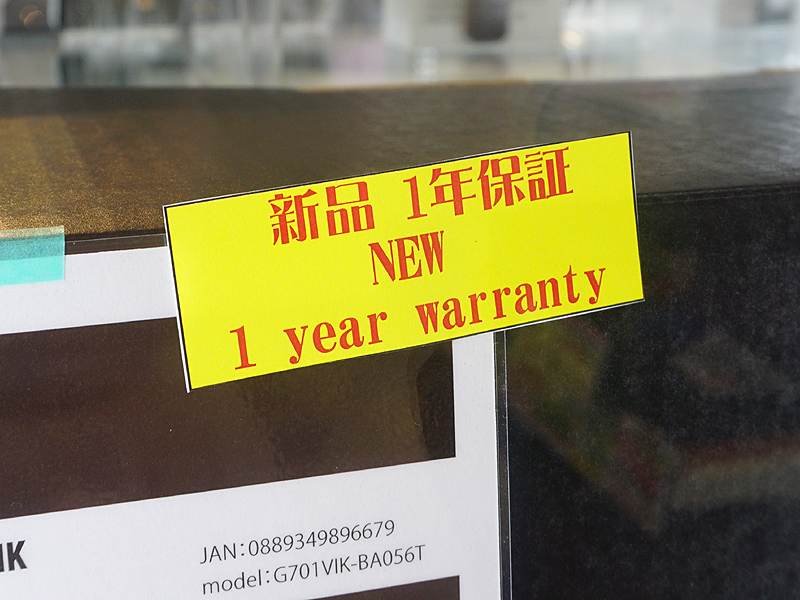 新品 1年保証
NEW
1 year warranty
IK
JAN:0889349896679
model:G701VIK-BA056T